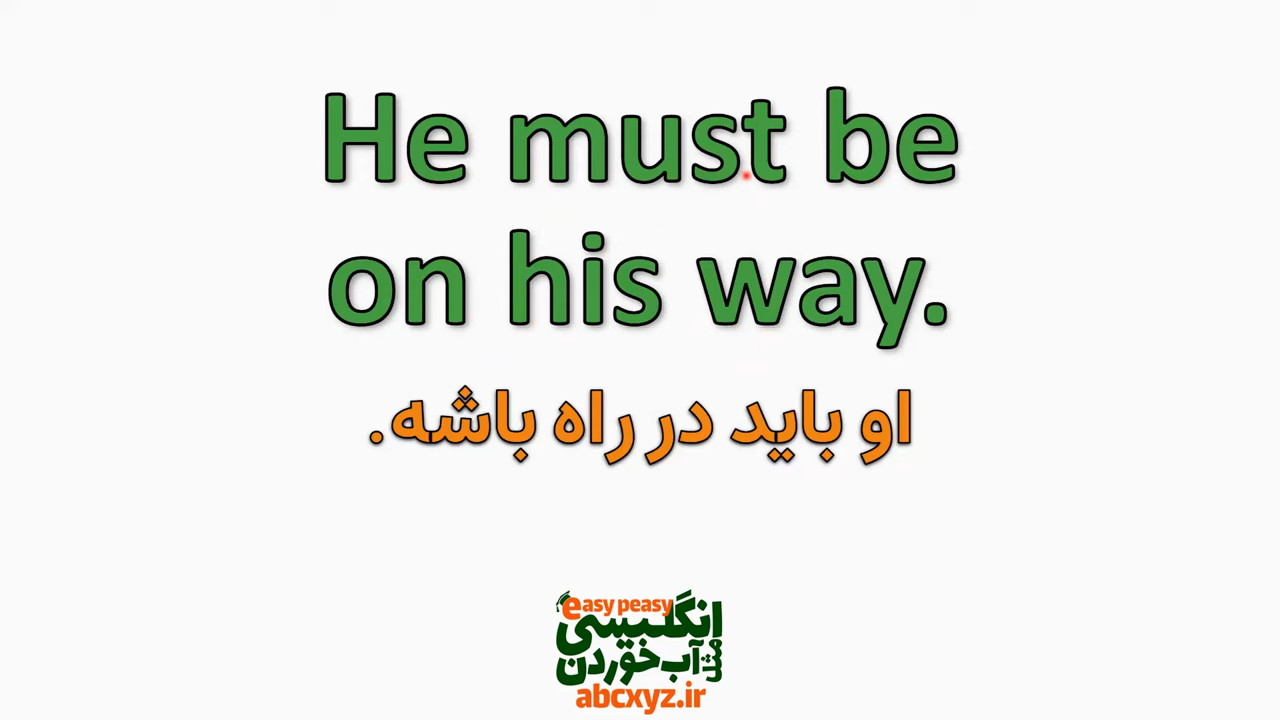 He must be
on his way.
او باید در راه باشه.
easy peasy
انگلیسی
مثل آب خوردن
abcxyz.ir